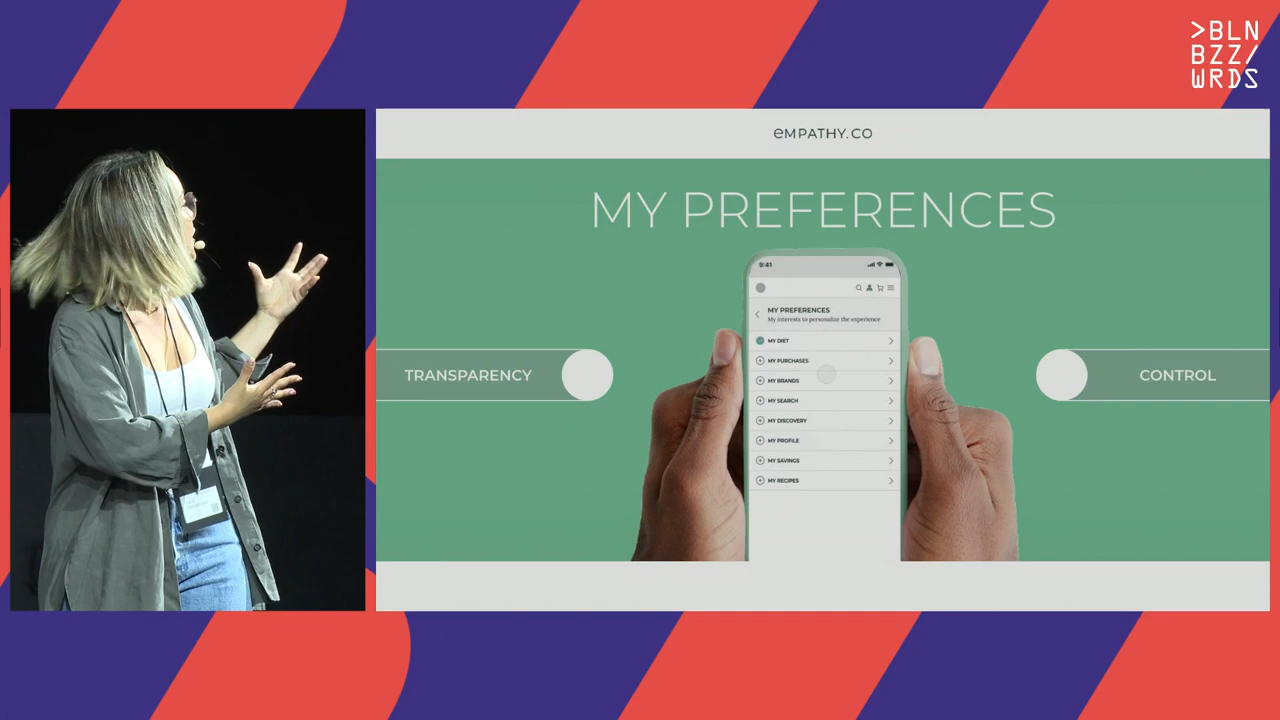 >BLN
BZZ/
WRDS
eMPATHY.CO
MY PREFERENCES
9:41
MY PREFERENCES
My interests to personalize the experience
MY DIET
MY PURCHASES
MY BRANDS
MY SEARCH
MY DISCOVERY
MY PROFILE
MY SAVINGS
MY RECIPES
TRANSPARENCY
CONTROL